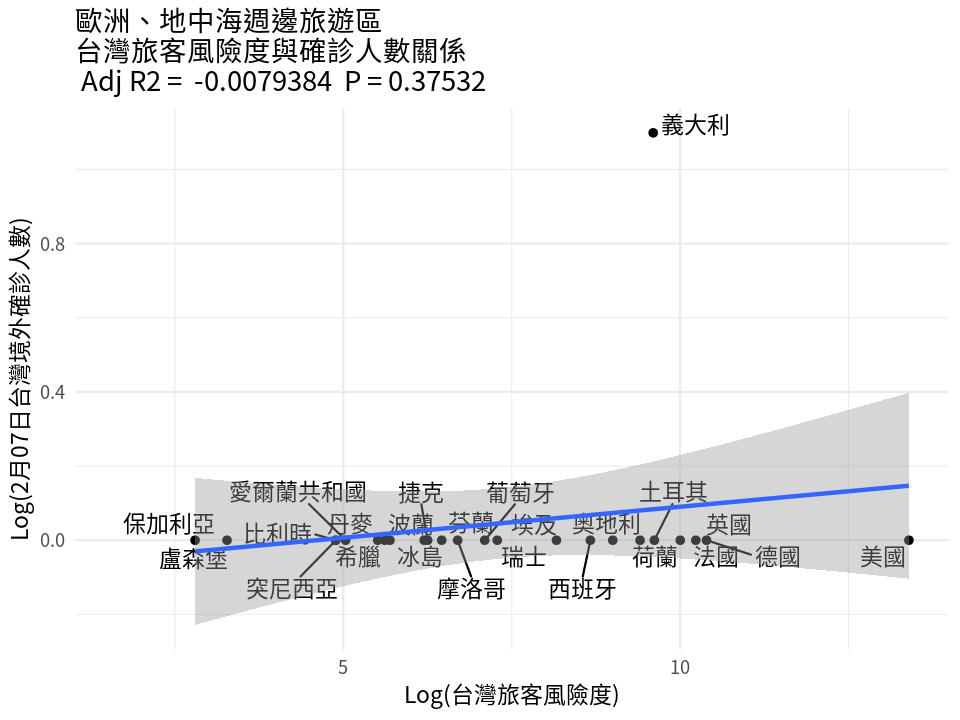 歐洲、地中海週邊旅遊區
台灣旅客風險度與確診人數關係
Adj R2 = -0.0079384 P = 0.37532
義大利
Log(2月07日台灣境外確診人數)
0.8
0.4
0.0
愛爾蘭共和國
捷克
葡萄牙
土耳其
保加利亞
比利時
丹麥
波蘭
芬蘭
埃及
奧地利
英國
盧森堡
希臘
冰島
瑞士
荷蘭
法國
德國
美國
突尼西亞
摩洛哥
西班牙
5
10
Log(台灣旅客風險度)